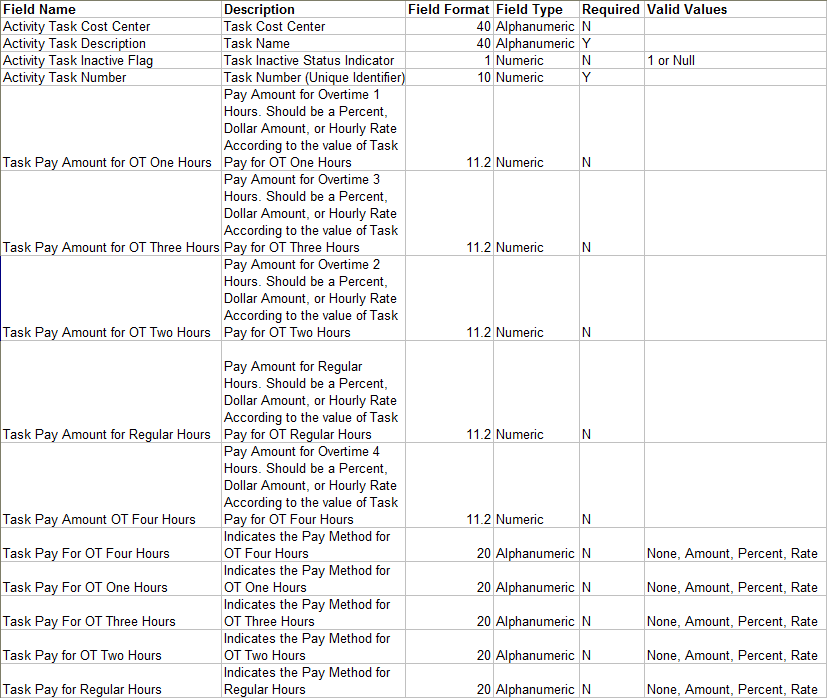 Field Name Description Field Format Field Type Required Valid Values
Activity Task Cost Center Task Cost Center 40 Alphanumeric N
Activity Task Description Task Name 40 Alphanumeric Y
Activity Task Inactive Flag Task Inactive Status Indicator 1 Numeric N 1 or Null
Activity Task Number Task Number (Unique Identifier) 10 Numeric Y
Pay Amount for Overtime 1
Hours. Should be a Percent,
Dollar Amount, or Hourly Rate
According to the value of Task
Task Pay Amount for OT One Hours Pay for OT One Hours 11.2 Numeric N
Pay Amount for Overtime 3
Hours. Should be a Percent,
Dollar Amount, or Hourly Rate
According to the value of Task
Task Pay Amount for OT Three Hours Pay for OT Three Hours 11.2 Numeric N
Pay Amount for Overtime 2
Hours. Should be a Percent,
Dollar Amount, or Hourly Rate
According to the value of Task
Task Pay Amount for OT Two Hours Pay for OT Two Hours 11.2 Numeric N
Pay Amount for Regular
Hours. Should be a Percent,
Dollar Amount, or Hourly Rate
According to the value of Task
Task Pay Amount for Regular Hours Pay for OT Regular Hours 11.2 Numeric N
Pay Amount for Overtime 4
Hours. Should be a Percent,
Dollar Amount, or Hourly Rate
According to the value of Task
Task Pay Amount OT Four Hours Pay for OT Four Hours 11.2 Numeric N
Indicates the Pay Method for
Task Pay For OT Four Hours OT Four Hours 20 Alphanumeric N None, Amount, Percent, Rate
Indicates the Pay Method for
Task Pay For OT One Hours OT One Hours 20 Alphanumeric N None, Amount, Percent, Rate
Indicates the Pay Method for
Task Pay For OT Three Hours OT Three Hours 20 Alphanumeric N None, Amount, Percent, Rate
Indicates the Pay Method for
Task Pay for OT Two Hours OT Two Hours 20 Alphanumeric N None, Amount, Percent, Rate
Indicates the Pay Method for
Task Pay for Regular Hours Regular Hours 20 Alphanumeric N None, Amount, Percent, Rate